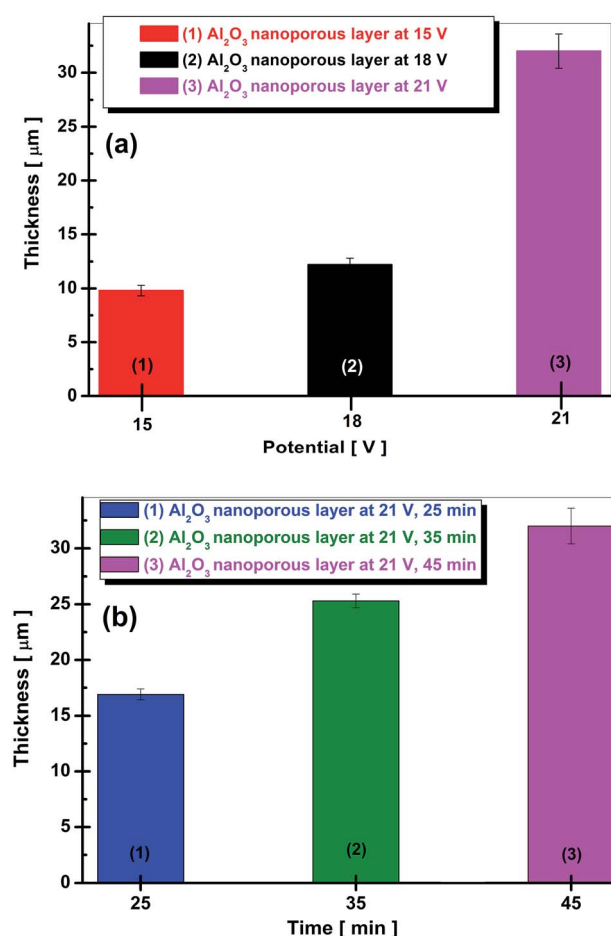 (1) Al₂O₃ nanoporous layer at 15 V
(2) Al₂O₃ nanoporous layer at 18 V
(3) Al₂O₃ nanoporous layer at 21 V
(a)
Thickness [ μm ]
30
25
20
15
10
5
0
(1)
(2)
(3)
15
18
21
Potential [ V ]
(1) Al₂O₃ nanoporous layer at 21 V, 25 min
(2) Al₂O₃ nanoporous layer at 21 V, 35 min
(3) Al₂O₃ nanoporous layer at 21 V, 45 min
(b)
Thickness [ μm ]
30
25
20
15
10
5
0
(1)
(2)
(3)
25
35
45
Time [ min ]